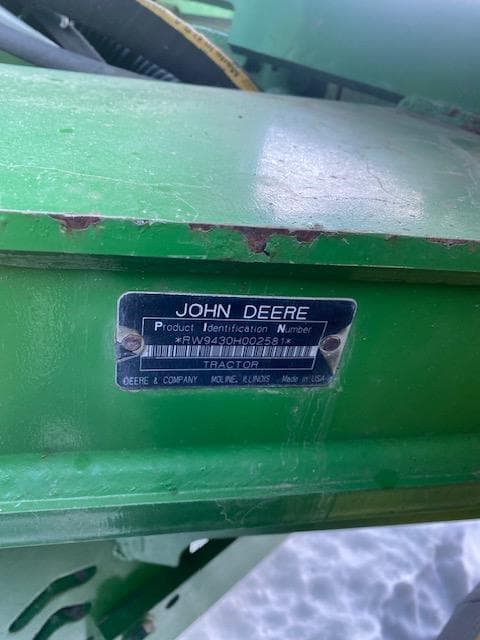 JOHN DEERE
Product Identification Number
*RW9430H002581*
TRACTOR
DEERE & COMPANY MOLINE, ILLINOIS Made in USA